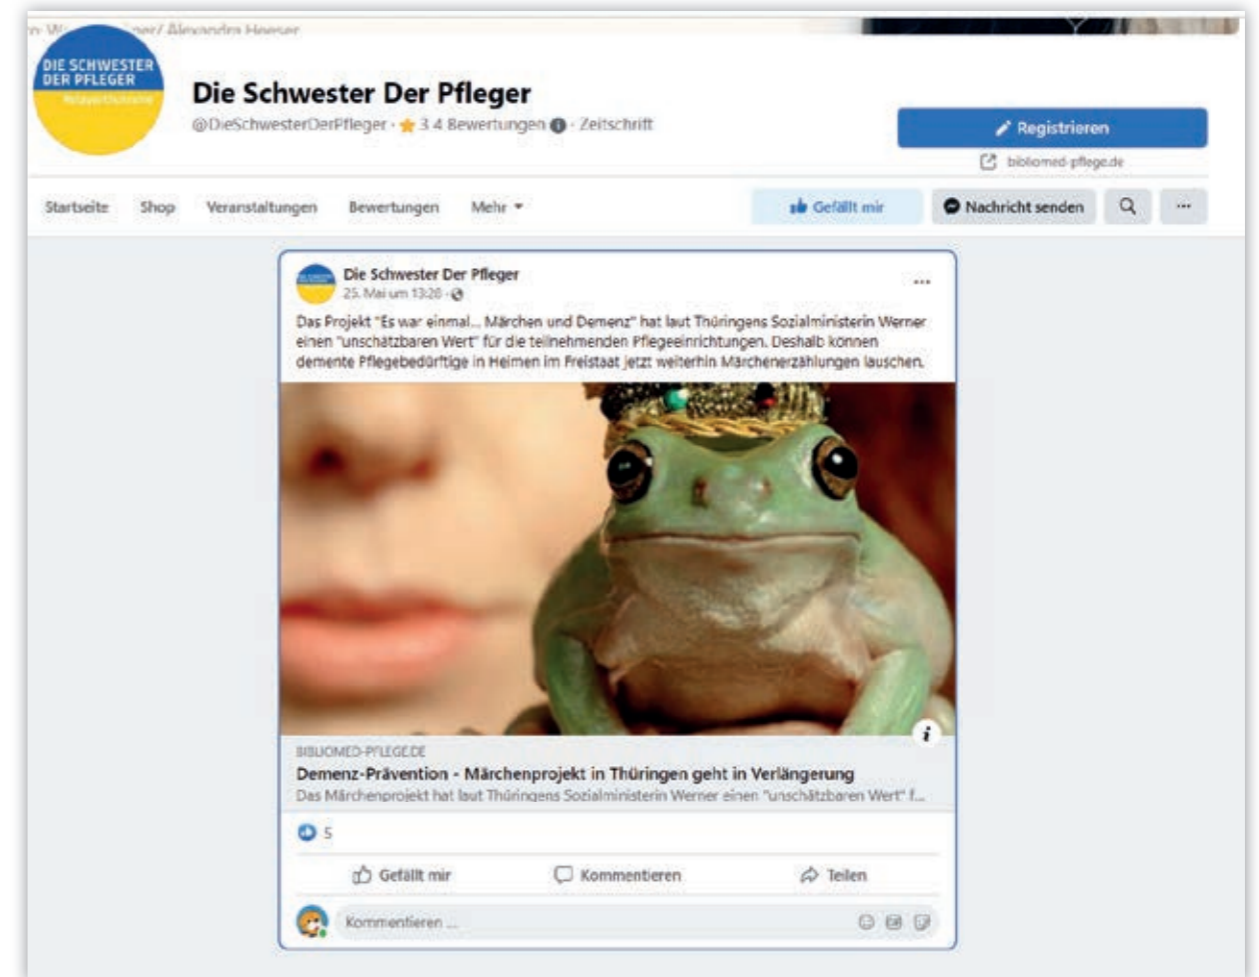 / Alexandra Heeser
DIE SCHWESTER
DER PFLEGER
Die Schwester Der Pfleger
@DieSchwesterDerPfleger · 3.4 Bewertungen · Zeitschrift
Registrieren
bibliomed-pflege.de
Startseite Shop Veranstaltungen Bewertungen Mehr
Gefällt mir Nachricht senden ...
Die Schwester Der Pfleger
25. Mai um 13:20 ·
Das Projekt "Es war einmal... Märchen und Demenz" hat laut Thüringens Sozialministerin Werner
einen "unschätzbaren Wert" für die teilnehmenden Pflegeeinrichtungen. Deshalb können
demente Pflegebedürftige in Heimen im Freistaat jetzt weiterhin Märchenerzählungen lauschen.
BIBLIOMED-PFLEGE.DE
Demenz-Prävention - Märchenprojekt in Thüringen geht in Verlängerung
Das Märchenprojekt hat laut Thüringens Sozialministerin Werner einen "unschätzbaren Wert" f...
5
Gefällt mir Kommentieren Teilen
Kommentieren ...
GIF